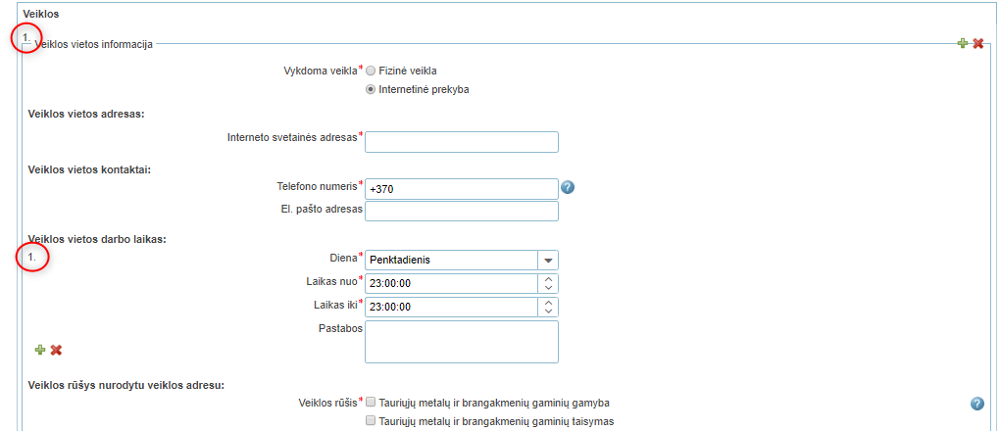 Veiklos
1.
Veiklos vietos informacija
Vykdoma veikla* Fizinė veikla
Internetinė prekyba
Veiklos vietos adresas:
Interneto svetainės adresas*
Veiklos vietos kontaktai:
Telefono numeris* +370 ?
El. pašto adresas
Veiklos vietos darbo laikas:
1.
Diena* Penktadienis
Laikas nuo* 23:00:00
Laikas iki* 23:00:00
Pastabos
Veiklos rūšys nurodytu veiklos adresu:
Veiklos rūšis* Tauriųjų metalų ir brangakmenių gaminių gamyba ?
Tauriųjų metalų ir brangakmenių gaminių taisymas